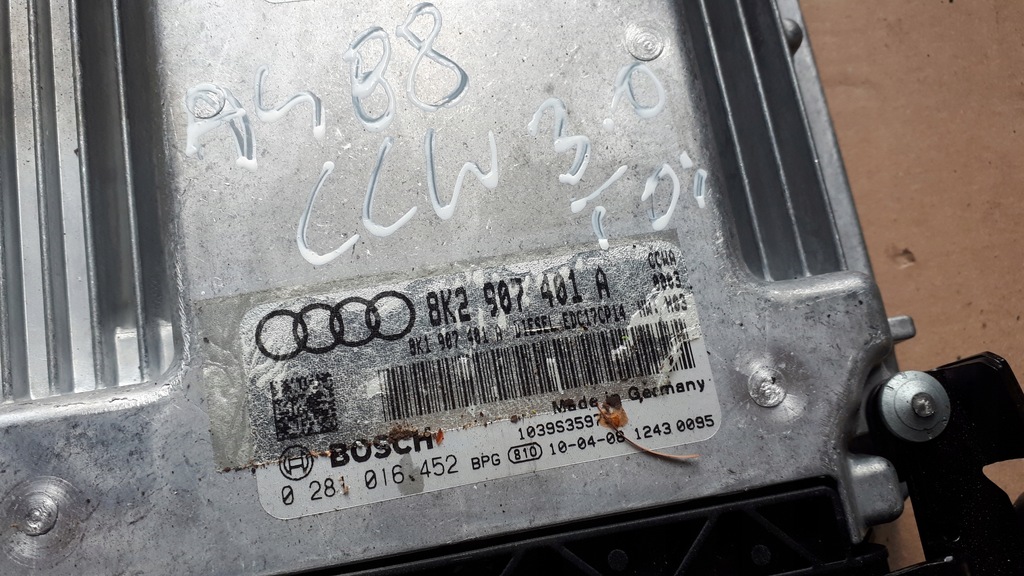 A4 B8
3.0
CCW
TDi
8K2 907 401 A
8K1 907 401 A DIESEL EDC17CP14
Made in Germany
BOSCH
10-04-08 1243 0095
0 281 016 452 BPG 810